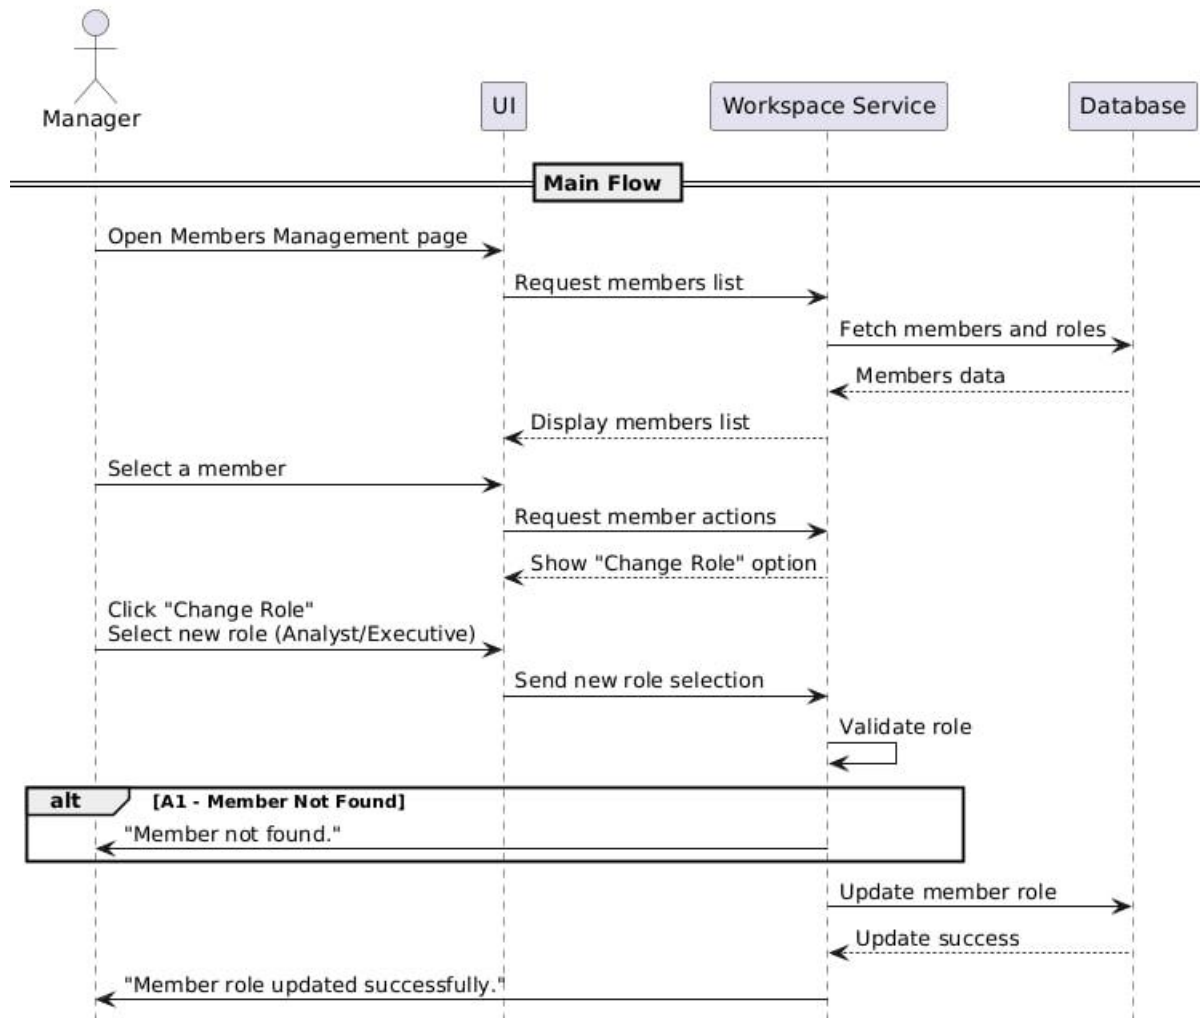 Manager
UI
Workspace Service
Database
Main Flow
Open Members Management page
Request members list
Fetch members and roles
Members data
Display members list
Select a member
Request member actions
Show "Change Role" option
Click "Change Role"
Select new role (Analyst/Executive)
Send new role selection
Validate role
alt
[A1 - Member Not Found]
"Member not found."
Update member role
Update success
"Member role updated successfully."